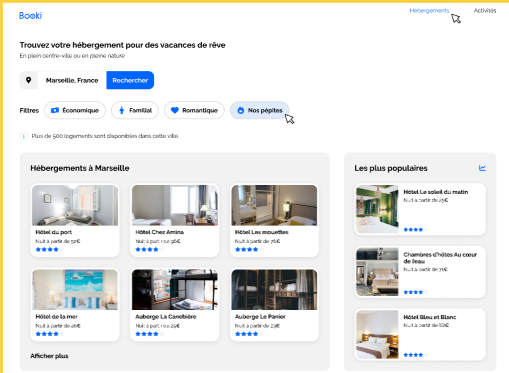 Booki
Hébergements
Activités
Trouvez votre hébergement pour des vacances de rêve
En plein centre-ville ou en pleine nature
Marseille, France
Rechercher
Filtres
Économique
Familial
Romantique
Nos pépites
Plus de 500 logements sont disponibles dans cette ville
Hébergements à Marseille
Hôtel du port
Nuit à partir de 52€
Hôtel Chez Amina
Nuit à partir de 96€
Hôtel Les mouettes
Nuit à partir de 76€
Hôtel de la mer
Nuit à partir de 46€
Auberge La Canebière
Nuit à partir de 25€
Auberge Le Panier
Nuit à partir de 23€
Afficher plus
Les plus populaires
Hôtel Le soleil du matin
Nuit à partir de
Chambres d'hôtes Au cœur
de l'eau
Nuit à partir de 71€
Hôtel Bleu et Blanc
Nuit à partir de 68€